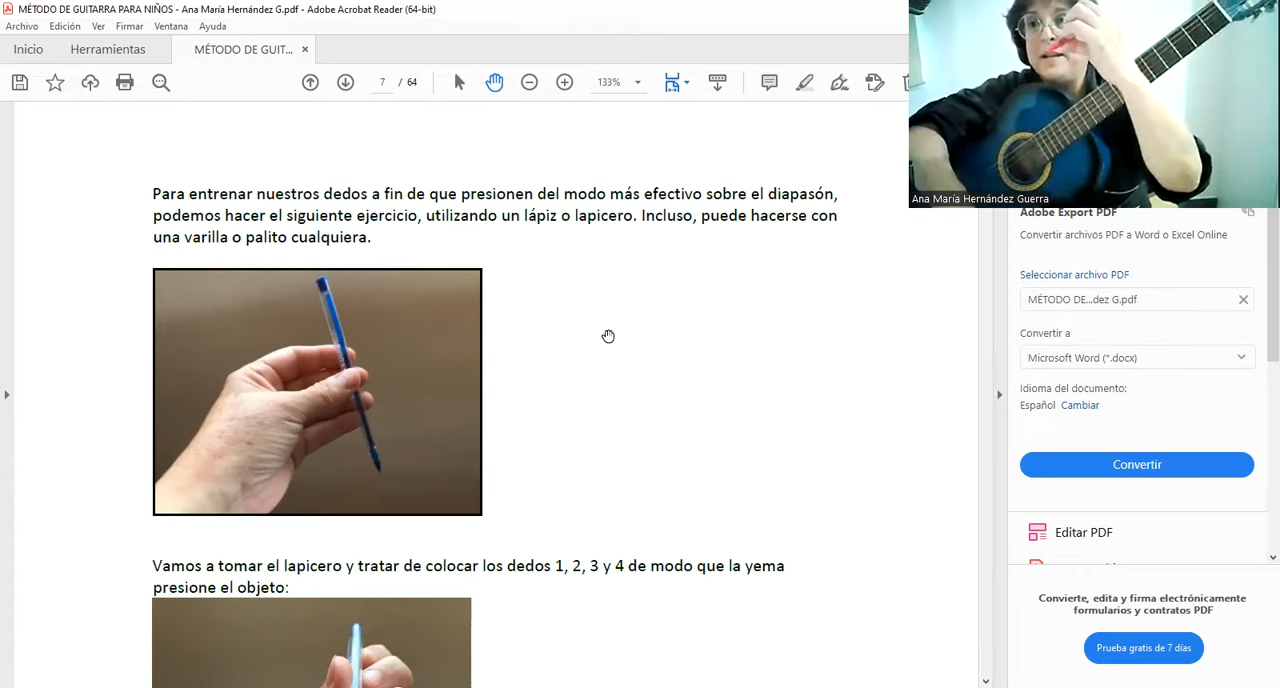 MÉTODO DE GUITARRA PARA NIÑOS - Ana María Hernández G.pdf - Adobe Acrobat Reader (64-bit)
Archivo Edición Ver Firmar Ventana Ayuda
Inicio Herramientas MÉTODO DE GUIT... ×
7 / 64 133%
Para entrenar nuestros dedos a fin de que presionen del modo más efectivo sobre el diapasón,
podemos hacer el siguiente ejercicio, utilizando un lápiz o lapicero. Incluso, puede hacerse con
una varilla o palito cualquiera.
Vamos a tomar el lapicero y tratar de colocar los dedos 1, 2, 3 y 4 de modo que la yema
presione el objeto:
Ana María Hernández Guerra
Adobe Export PDF
Convertir archivos PDF a Word o Excel Online
Seleccionar archivo PDF
MÉTODO DE...dez G.pdf
Convertir a
Microsoft Word (*.docx)
Idioma del documento:
Español Cambiar
Convertir
Editar PDF
Convierte, edita y firma electrónicamente
formularios y contratos PDF
Prueba gratis de 7 días